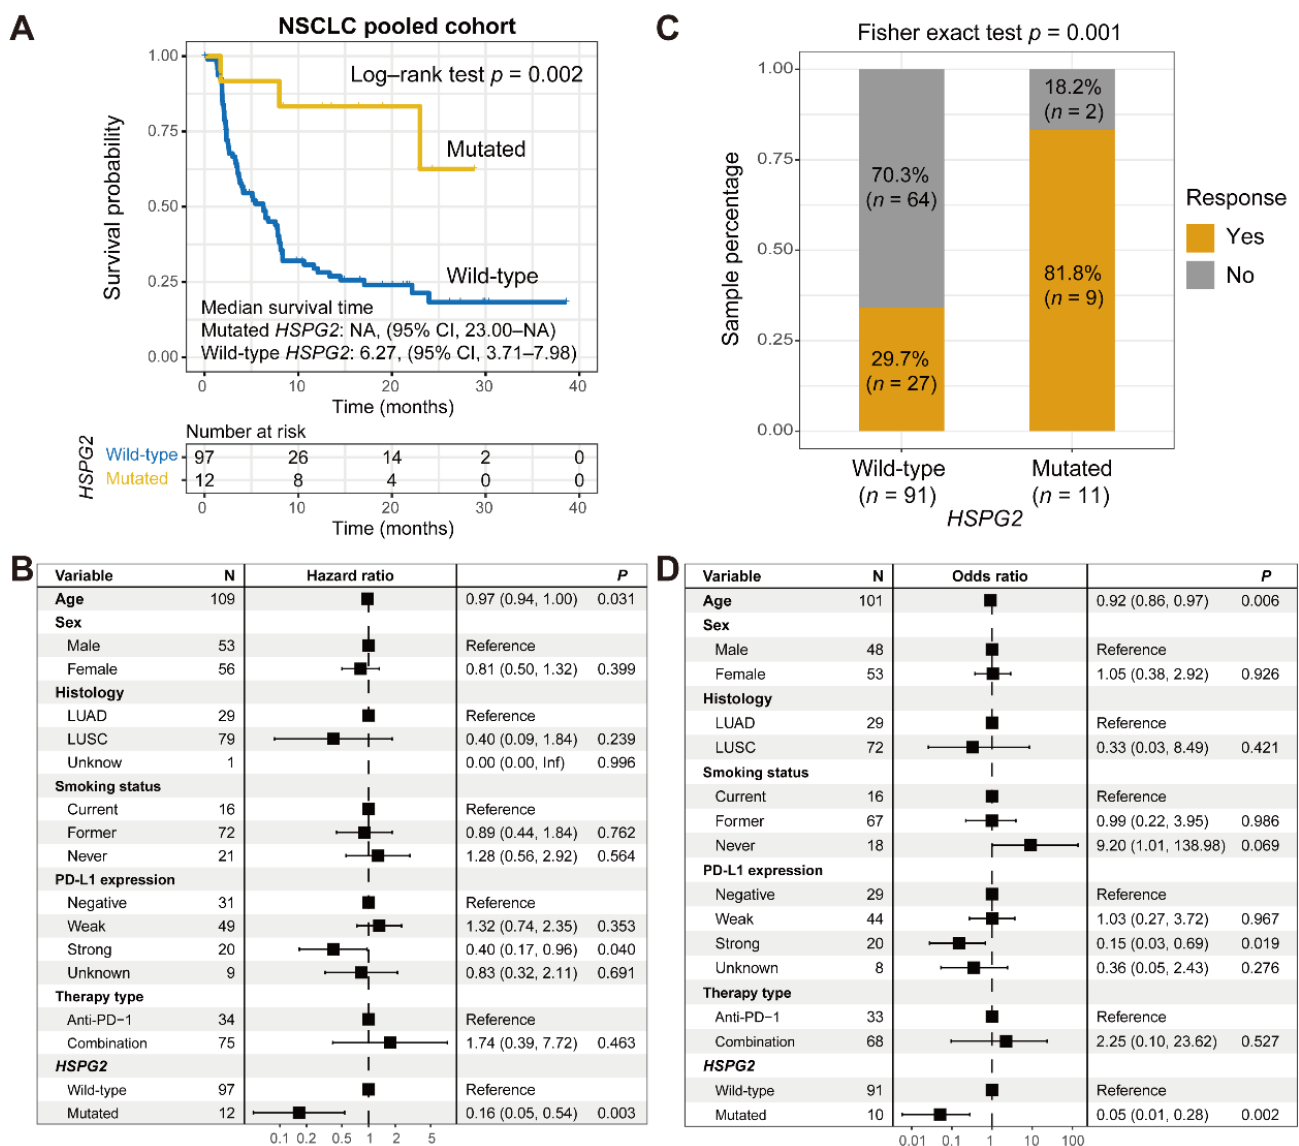 A
NSCLC pooled cohort
Log–rank test p = 0.002
Survival probability
1.00
0.75
0.50
0.25
0.00
Mutated
Wild-type
Median survival time
Mutated HSPG2: NA, (95% CI, 23.00–NA)
Wild-type HSPG2: 6.27, (95% CI, 3.71–7.98)
0 10 20 30 40
Time (months)
Number at risk
HSPG2
Wild-type 97 26 14 2 0
Mutated 12 8 4 0 0
0 10 20 30 40
Time (months)
C
Fisher exact test p = 0.001
Sample percentage
1.00
0.75
0.50
0.25
0.00
70.3%
(n = 64)
29.7%
(n = 27)
18.2%
(n = 2)
81.8%
(n = 9)
Response
Yes
No
Wild-type
(n = 91)
Mutated
(n = 11)
HSPG2
B
Variable N Hazard ratio P
Age 109 0.97 (0.94, 1.00) 0.031
Sex
Male 53 Reference
Female 56 0.81 (0.50, 1.32) 0.399
Histology
LUAD 29 Reference
LUSC 79 0.40 (0.09, 1.84) 0.239
Unknow 1 0.00 (0.00, Inf) 0.996
Smoking status
Current 16 Reference
Former 72 0.89 (0.44, 1.84) 0.762
Never 21 1.28 (0.56, 2.92) 0.564
PD-L1 expression
Negative 31 Reference
Weak 49 1.32 (0.74, 2.35) 0.353
Strong 20 0.40 (0.17, 0.96) 0.040
Unknown 9 0.83 (0.32, 2.11) 0.691
Therapy type
Anti-PD−1 34 Reference
Combination 75 1.74 (0.39, 7.72) 0.463
HSPG2
Wild-type 97 Reference
Mutated 12 0.16 (0.05, 0.54) 0.003
0.1 0.2 0.5 1 2 5
D
Variable N Odds ratio P
Age 101 0.92 (0.86, 0.97) 0.006
Sex
Male 48 Reference
Female 53 1.05 (0.38, 2.92) 0.926
Histology
LUAD 29 Reference
LUSC 72 0.33 (0.03, 8.49) 0.421
Smoking status
Current 16 Reference
Former 67 0.99 (0.22, 3.95) 0.986
Never 18 9.20 (1.01, 138.98) 0.069
PD-L1 expression
Negative 29 Reference
Weak 44 1.03 (0.27, 3.72) 0.967
Strong 20 0.15 (0.03, 0.69) 0.019
Unknown 8 0.36 (0.05, 2.43) 0.276
Therapy type
Anti-PD−1 33 Reference
Combination 68 2.25 (0.10, 23.62) 0.527
HSPG2
Wild-type 91 Reference
Mutated 10 0.05 (0.01, 0.28) 0.002
0.01 0.1 1 10 100